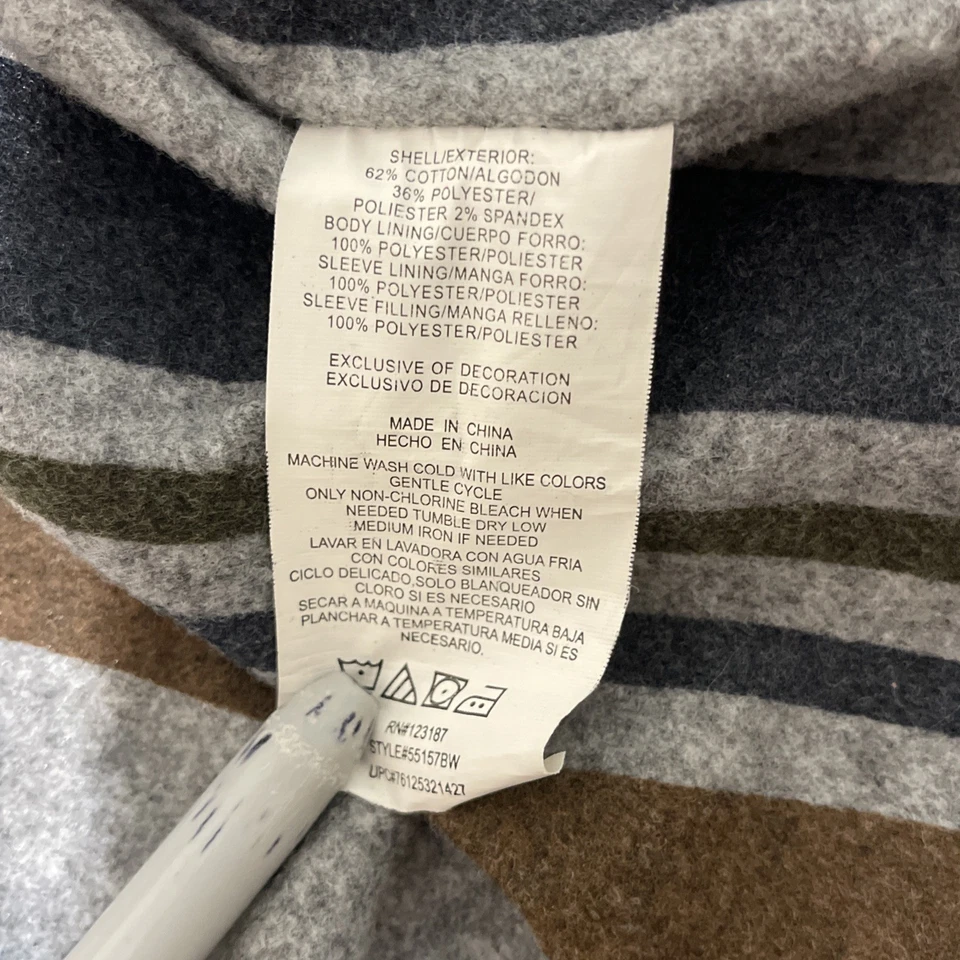 SHELL/EXTERIOR:
62% COTTON/ALGODON
36% POLYESTER/
POLIESTER 2% SPANDEX
BODY LINING/CUERPO FORRO:
100% POLYESTER/POLIESTER
SLEEVE LINING/MANGA FORRO:
100% POLYESTER/POLIESTER
SLEEVE FILLING/MANGA RELLENO:
100% POLYESTER/POLIESTER
EXCLUSIVE OF DECORATION
EXCLUSIVO DE DECORACION
MADE IN CHINA
HECHO EN CHINA
MACHINE WASH COLD WITH LIKE COLORS
GENTLE CYCLE
ONLY NON-CHLORINE BLEACH WHEN
NEEDED TUMBLE DRY LOW
MEDIUM IRON IF NEEDED
LAVAR EN LAVADORA CON AGUA FRIA
CON COLORES SIMILARES
CICLO DELICADO,SOLO BLANQUEADOR SIN
CLORO SI ES NECESARIO
SECAR A MAQUINA A TEMPERATURA BAJA
PLANCHAR A TEMPERATURA MEDIA SI ES
NECESARIO.
RN#123187
STYLE#55157BW
UPC#76125321427